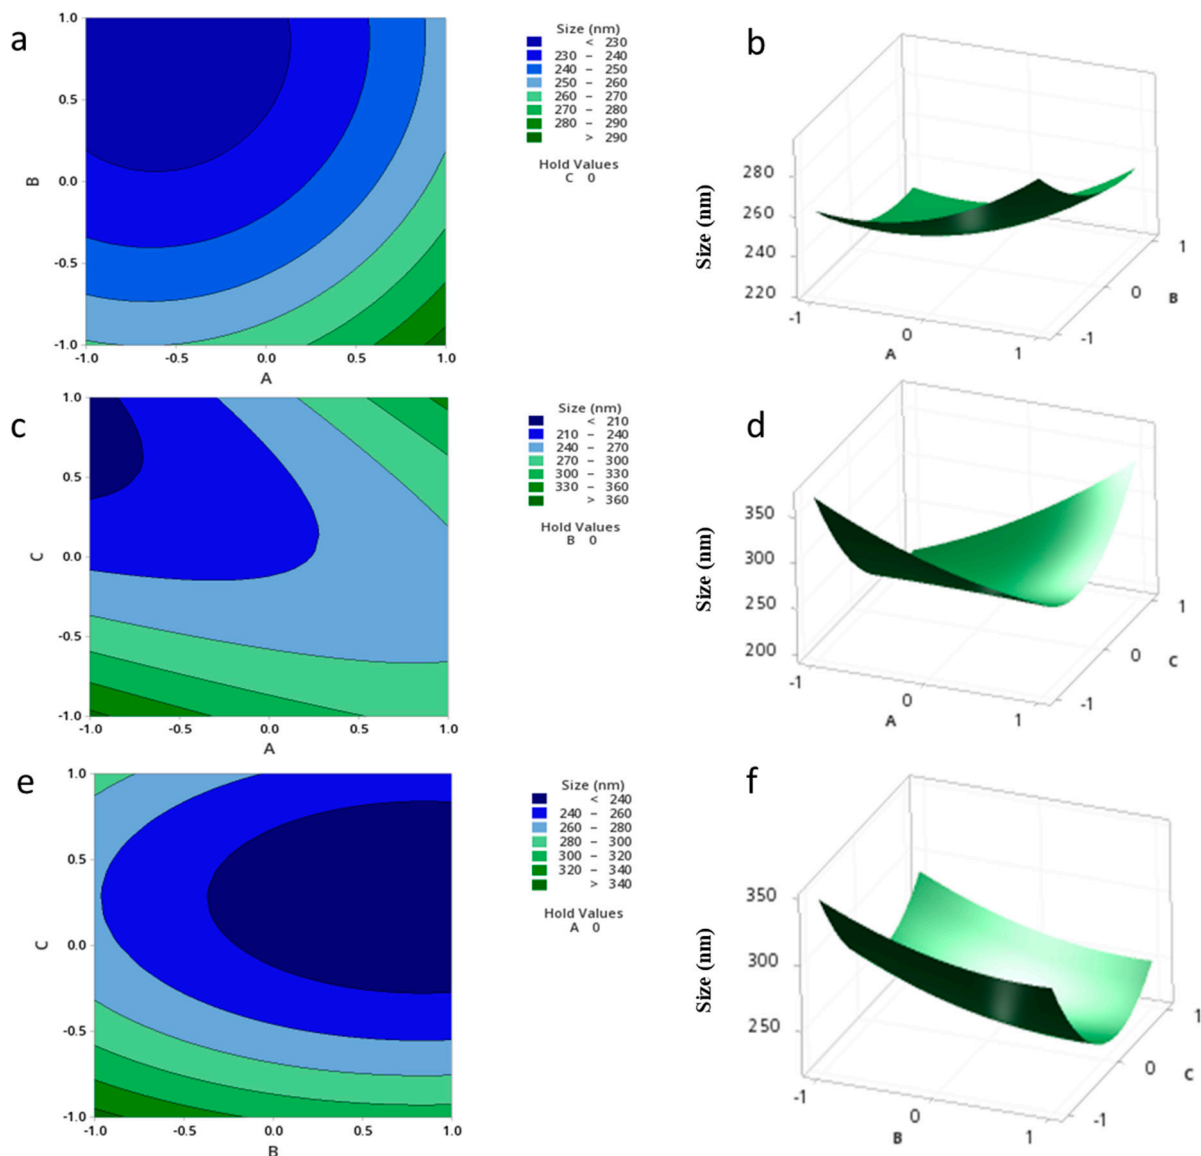 a
1.0
0.5
0.0
-0.5
-1.0
B
-1.0 -0.5 0.0 0.5 1.0
A
Size (nm)
< 230
230 – 240
240 – 250
250 – 260
260 – 270
270 – 280
280 – 290
> 290
Hold Values
C 0
b
Size (nm)
280
260
240
220
-1 0 1
A
-1 0 1
B
c
1.0
0.5
0.0
-0.5
-1.0
C
-1.0 -0.5 0.0 0.5 1.0
A
Size (nm)
< 210
210 – 240
240 – 270
270 – 300
300 – 330
330 – 360
> 360
Hold Values
B 0
d
Size (nm)
350
300
250
200
-1 0 1
A
-1 0 1
C
e
1.0
0.5
0.0
-0.5
-1.0
C
-1.0 -0.5 0.0 0.5 1.0
B
Size (nm)
< 240
240 – 260
260 – 280
280 – 300
300 – 320
320 – 340
> 340
Hold Values
A 0
f
Size (nm)
350
300
250
-1 0 1
B
-1 0 1
C